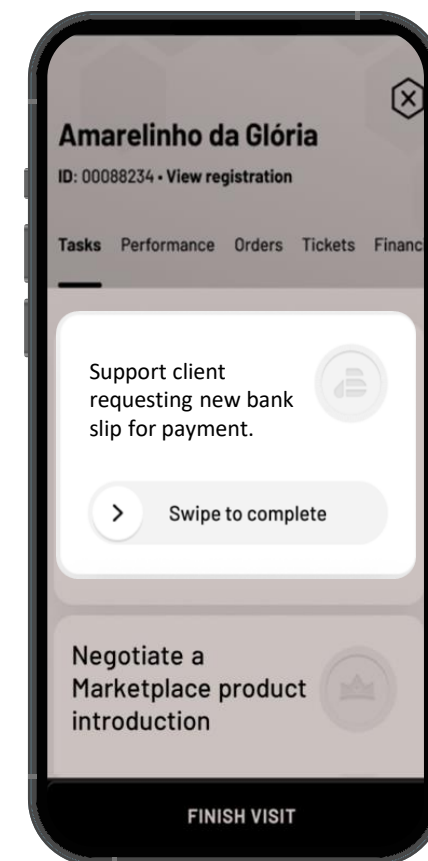 Amarelinho da Glória
ID: 00088234 • View registration
Tasks Performance Orders Tickets Financ
Support client
requesting new bank
slip for payment.
Swipe to complete
Negotiate a
Marketplace product
introduction
FINISH VISIT